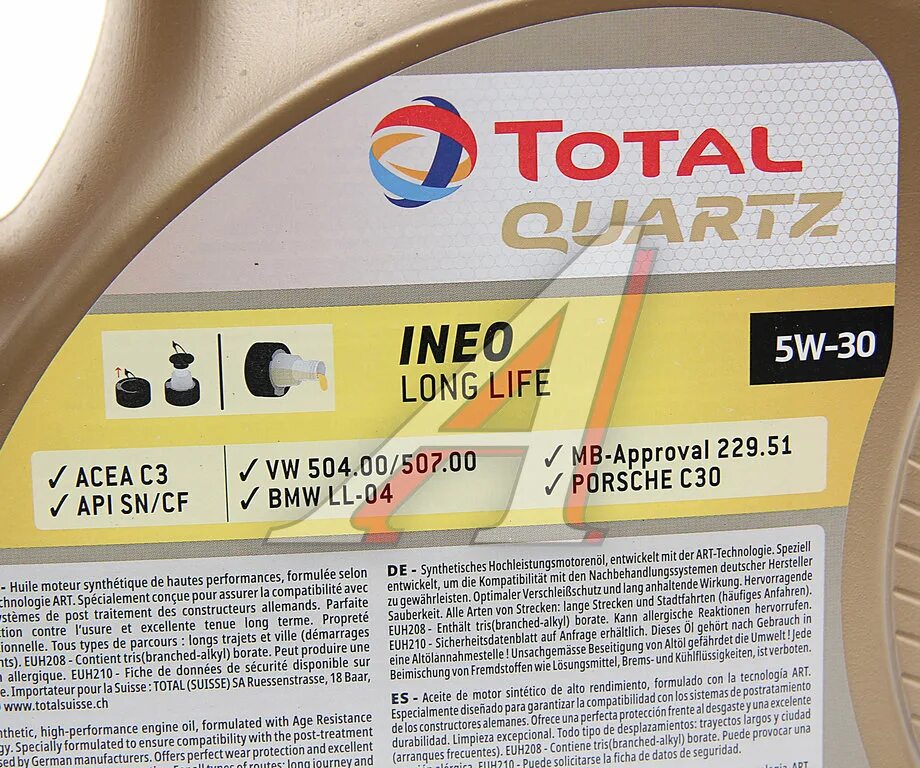 TOTAL
QUARTZ
INEO
LONG LIFE
5W-30
✓ ACEA C3
✓ API SN/CF
✓ VW 504.00/507.00
✓ BMW LL-04
✓ MB-Approval 229.51
✓ PORSCHE C30
- Huile moteur synthétique de hautes performances, formulée selon
technologie ART. Spécialement conçue pour assurer la compatibilité avec
systèmes de post traitement des constructeurs allemands. Parfaite
contre l'usure et excellente tenue long terme. Propreté
Tous types de parcours : longs trajets et ville (démarrages
EUH208 - Contient tris(branched-alkyl) borate. Peut produire une
allergique. EUH210 - Fiche de données de sécurité disponible sur
Importateur pour la Suisse : TOTAL (SUISSE) SA Ruessenstrasse, 18 Baar,
www.totalsuisse.ch
high-performance engine oil, formulated with Age Resistance
Specially formulated to ensure compatibility with the post-treatment
by German manufacturers. Offers perfect wear protection and excellent
of routes: long journey and
DE - Synthetisches Hochleistungsmotorenöl, entwickelt mit der ART-Technologie. Speziell
entwickelt, um die Kompatibilität mit den Nachbehandlungssystemen deutscher Hersteller
zu gewährleisten. Optimaler Verschleißschutz und lang anhaltende Wirkung. Hervorragende
Sauberkeit. Alle Arten von Strecken: lange Strecken und Stadtfahrten (häufiges Anfahren).
EUH208 - Enthält tris(branched-alkyl) borate. Kann allergische Reaktionen hervorrufen.
EUH210 - Sicherheitsdatenblatt auf Anfrage erhältlich. Dieses Öl gehört nach Gebrauch in
eine Altölannahmestelle ! Unsachgemässe Beseitigung von Altöl gefährdet die Umwelt ! Jede
Beimischung von Fremdstoffen wie Lösungsmittel, Brems- und Kühlflüssigkeiten, ist verboten.
ES - Aceite de motor sintético de alto rendimiento, formulado con la tecnología ART.
Especialmente diseñado para garantizar la compatibilidad con los sistemas de postratamiento
de los constructores alemanes. Ofrece una perfecta protección frente al desgaste y una excelente
durabilidad. Limpieza excepcional. Todo tipo de desplazamientos: trayectos largos y ciudad
(arranques frecuentes). EUH208 - Contiene tris(branched-alkyl) borate. Puede provocar una
alérgica. EUH210 - Puede solicitarse la ficha de datos de seguridad.
ART.